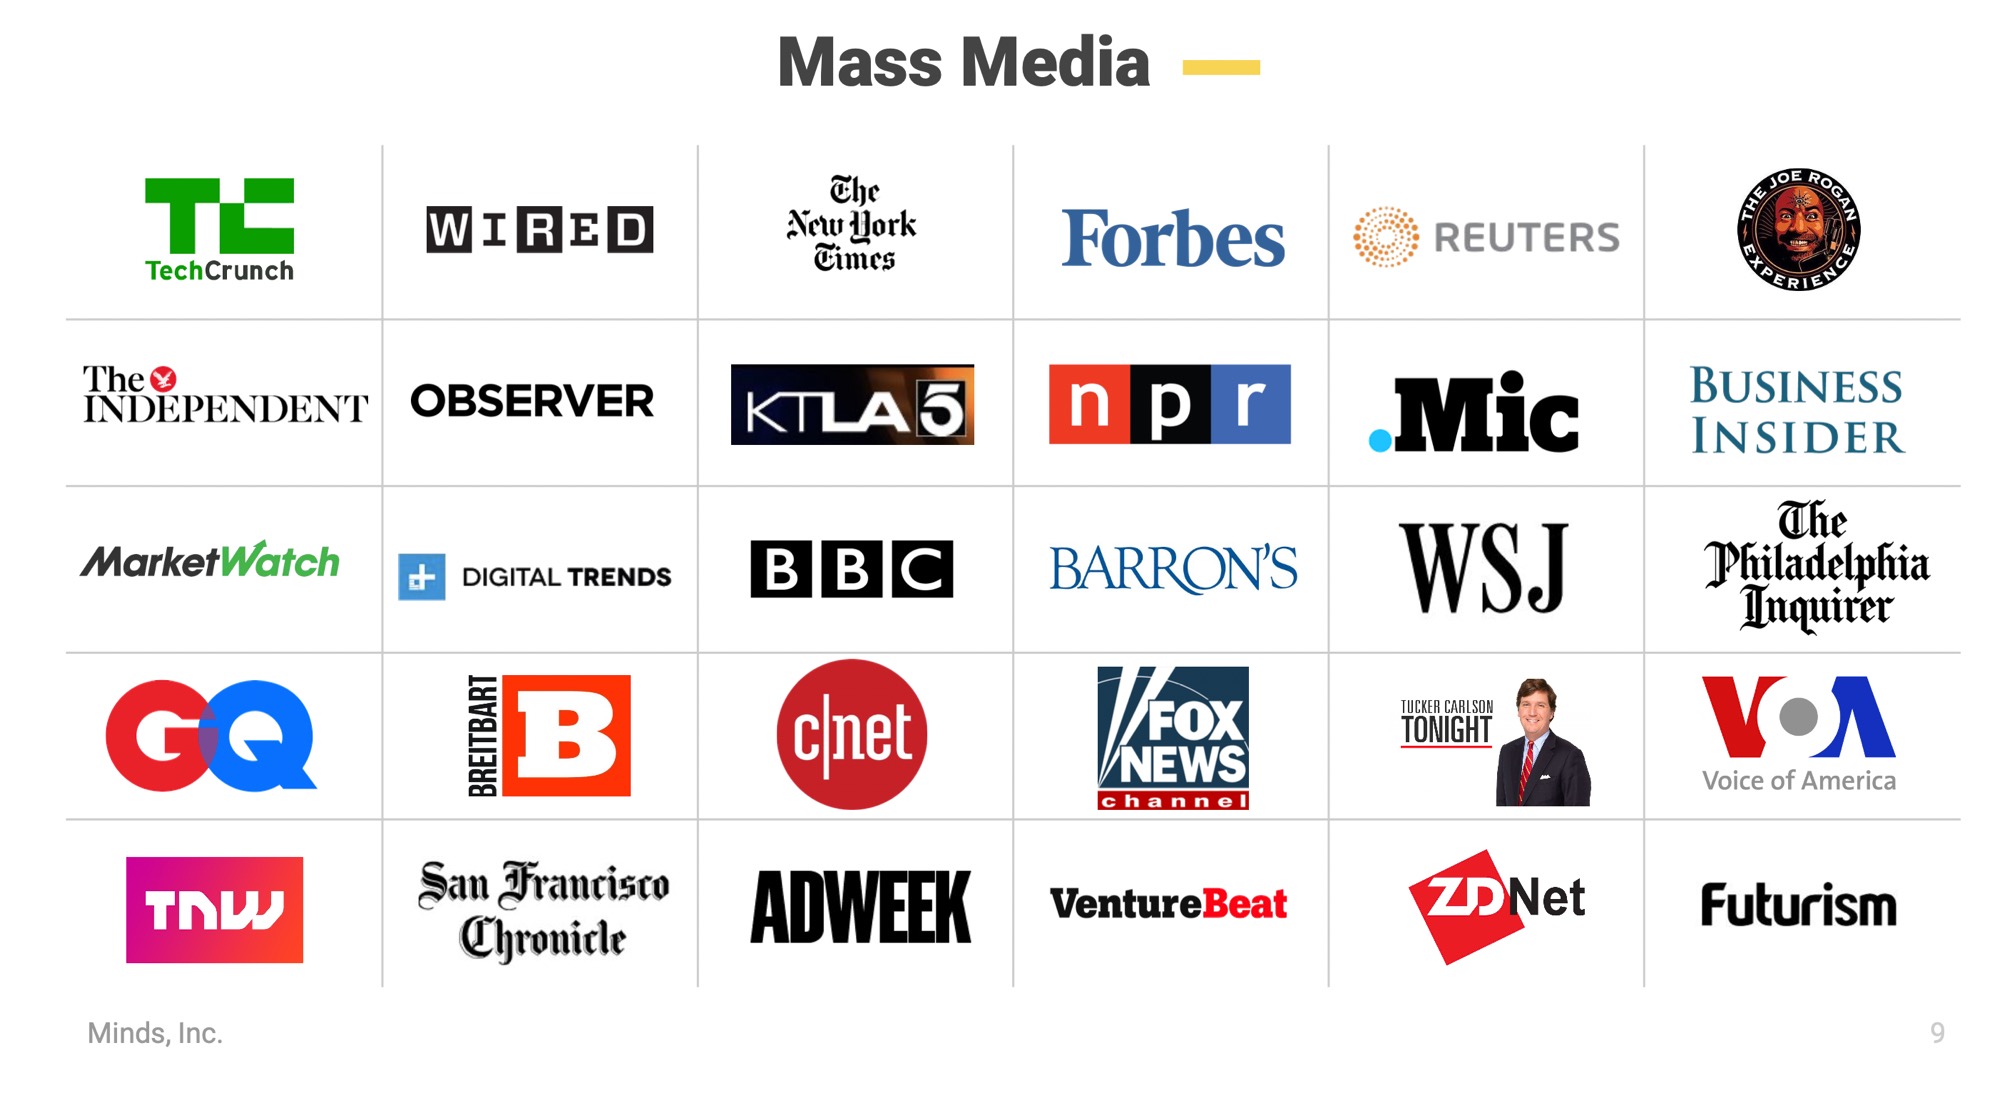 Mass Media
TC
TechCrunch
WIRED
The
New York
Times
Forbes
REUTERS
THE JOE ROGAN
EXPERIENCE
The
INDEPENDENT
OBSERVER
KTLA 5
npr
.Mic
BUSINESS
INSIDER
MarketWatch
DIGITAL TRENDS
BBC
BARRON'S
WSJ
The
Philadelphia
Inquirer
GQ
BREITBART
B
c|net
FOX
NEWS
channel
TUCKER CARLSON
TONIGHT
VOA
Voice of America
TNW
San Francisco
Chronicle
ADWEEK
VentureBeat
ZDNet
Futurism
Minds, Inc.
9